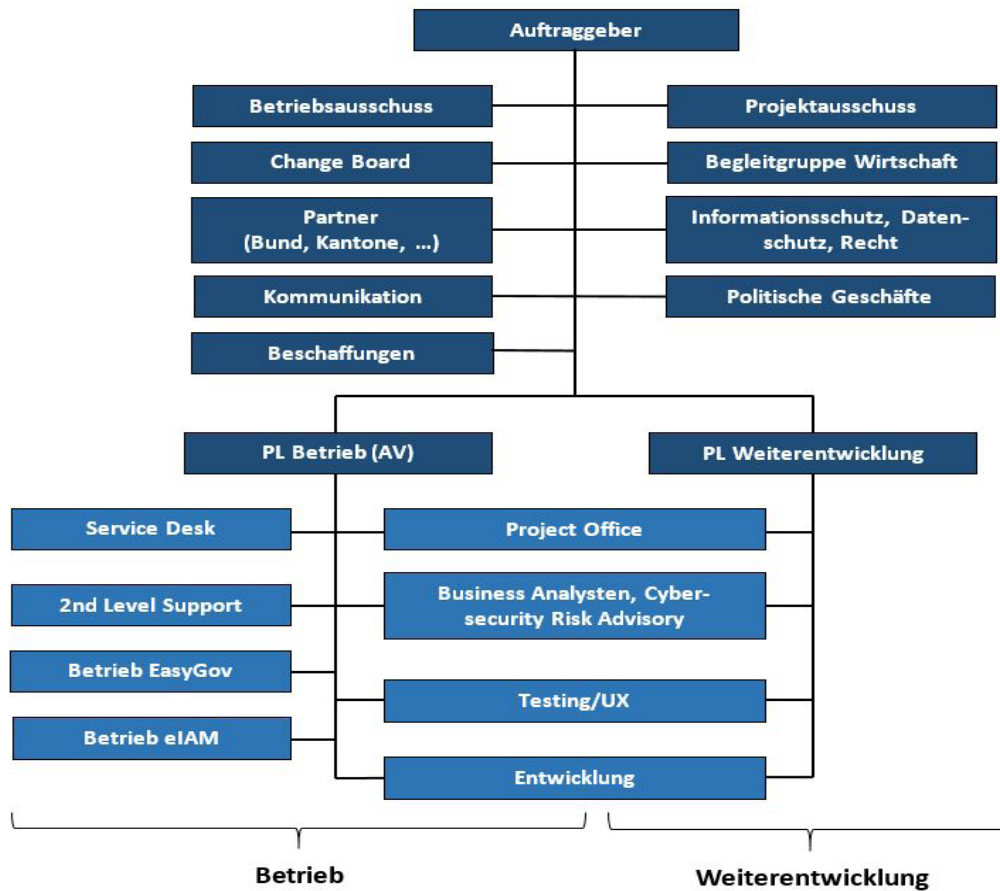 Auftraggeber
Betriebsausschuss
Projektausschuss
Change Board
Begleitgruppe Wirtschaft
Partner
(Bund, Kantone, ...)
Informationsschutz, Daten-
schutz, Recht
Kommunikation
Politische Geschäfte
Beschaffungen
PL Betrieb (AV)
PL Weiterentwicklung
Service Desk
Project Office
2nd Level Support
Business Analysten, Cyber-
security Risk Advisory
Betrieb EasyGov
Testing/UX
Betrieb eIAM
Entwicklung
Betrieb
Weiterentwicklung